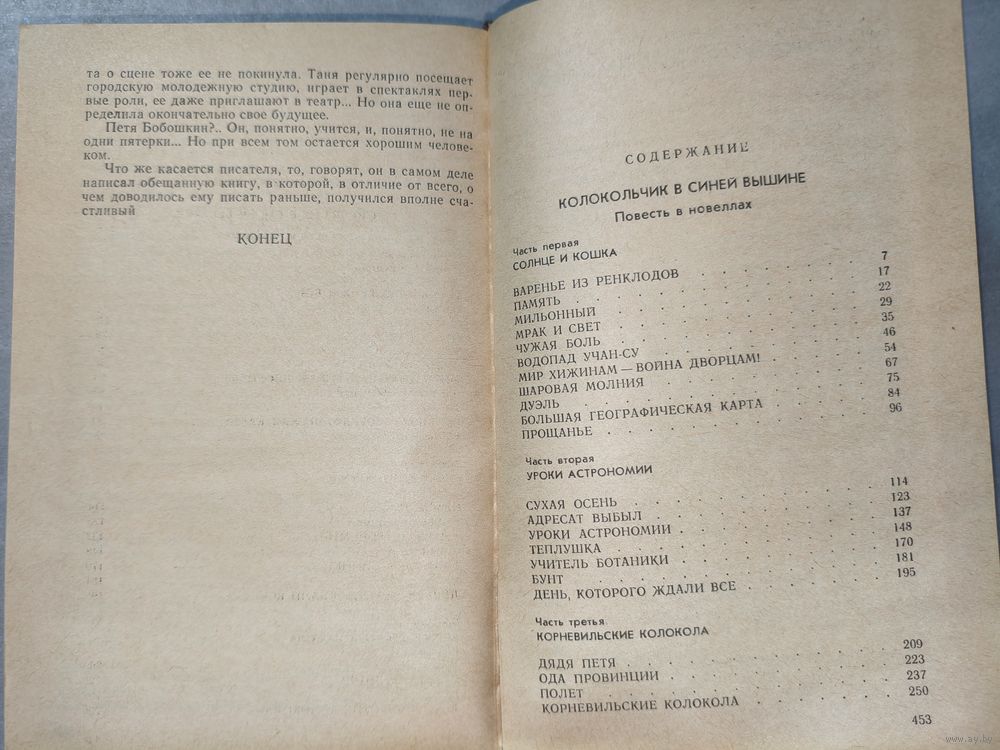 та о сцене тоже ее не покинула. Таня регулярно посещает
городскую молодежную студию, играет в спектаклях пер-
вые роли, ее даже приглашают в театр... Но она еще не оп-
ределила окончательно свое будущее.
Петя Бобошкин?.. Он, понятно, учится, и, понятно, не на
одни пятерки... Но при всем том остается хорошим челове-
ком.
Что же касается писателя, то, говорят, он в самом деле
написал обещанную книгу, в которой, в отличие от всего, о
чем доводилось ему писать раньше, получился вполне сча-
стливый
КОНЕЦ
СОДЕРЖАНИЕ
КОЛОКОЛЬЧИК В СИНЕЙ ВЫШИНЕ
Повесть в новеллах
Часть первая
СОЛНЦЕ И КОШКА
ВАРЕНЬЕ ИЗ РЕНКЛОДОВ . . . . . . . 7
ПАМЯТЬ . . . . . . . 17
МИЛЬОННЫЙ . . . . . . . 22
МРАК И СВЕТ . . . . . . . 29
ЧУЖАЯ БОЛЬ . . . . . . . 35
ВОДОПАД УЧАН-СУ . . . . . . . 46
МИР ХИЖИНАМ — ВОЙНА ДВОРЦАМ! . . . . 54
ШАРОВАЯ МОЛНИЯ . . . . . . . 67
ДУЭЛЬ . . . . . . . 75
БОЛЬШАЯ ГЕОГРАФИЧЕСКАЯ КАРТА . . . . 84
ПРОЩАНЬЕ . . . . . . . 96
Часть вторая
УРОКИ АСТРОНОМИИ
СУХАЯ ОСЕНЬ . . . . . . . 114
АДРЕСАТ ВЫБЫЛ . . . . . . . 123
УРОКИ АСТРОНОМИИ . . . . . . . 137
ТЕПЛУШКА . . . . . . . 148
УЧИТЕЛЬ БОТАНИКИ . . . . . . . 170
БУНТ . . . . . . . 181
ДЕНЬ, КОТОРОГО ЖДАЛИ ВСЕ . . . . . 195
Часть третья
КОРНЕВИЛЬСКИЕ КОЛОКОЛА
ДЯДЯ ПЕТЯ . . . . . . . 209
ОДА ПРОВИНЦИИ . . . . . . . 223
ПОЛЕТ . . . . . . . 237
КОРНЕВИЛЬСКИЕ КОЛОКОЛА . . . . . 250
453
www.ay.by